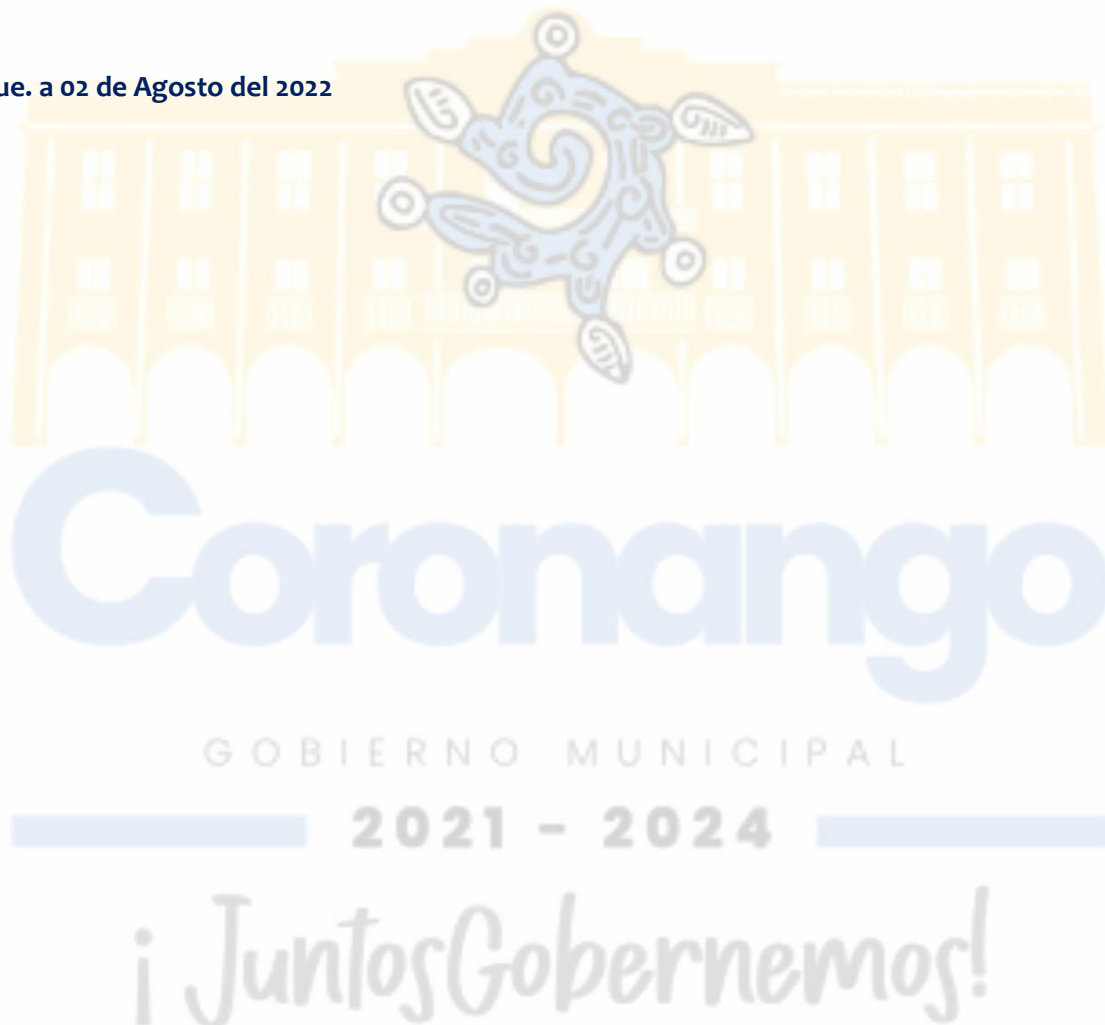 ue. a 02 de Agosto del 2022
Coronango
GOBIERNO MUNICIPAL
2021 - 2024
¡JuntosGobernemos!